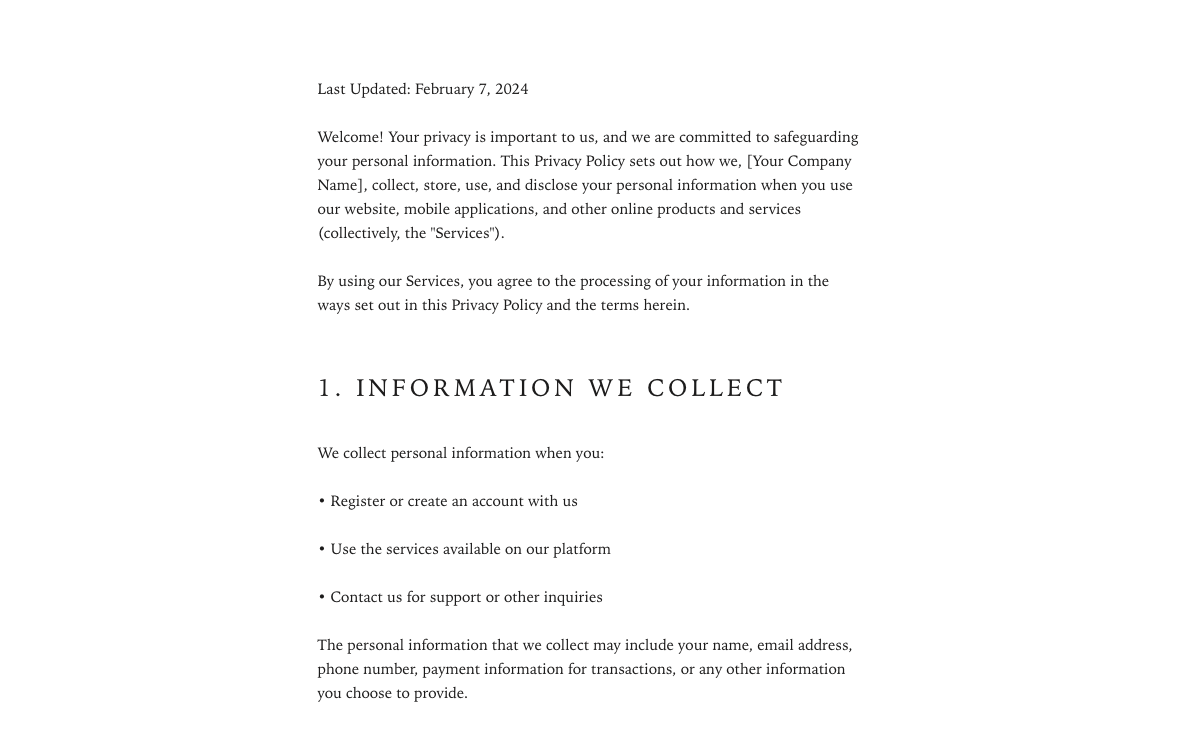 Last Updated: February 7, 2024
Welcome! Your privacy is important to us, and we are committed to safeguarding
your personal information. This Privacy Policy sets out how we, [Your Company
Name], collect, store, use, and disclose your personal information when you use
our website, mobile applications, and other online products and services
(collectively, the "Services").
By using our Services, you agree to the processing of your information in the
ways set out in this Privacy Policy and the terms herein.
1. INFORMATION WE COLLECT
We collect personal information when you:
• Register or create an account with us
• Use the services available on our platform
• Contact us for support or other inquiries
The personal information that we collect may include your name, email address,
phone number, payment information for transactions, or any other information
you choose to provide.